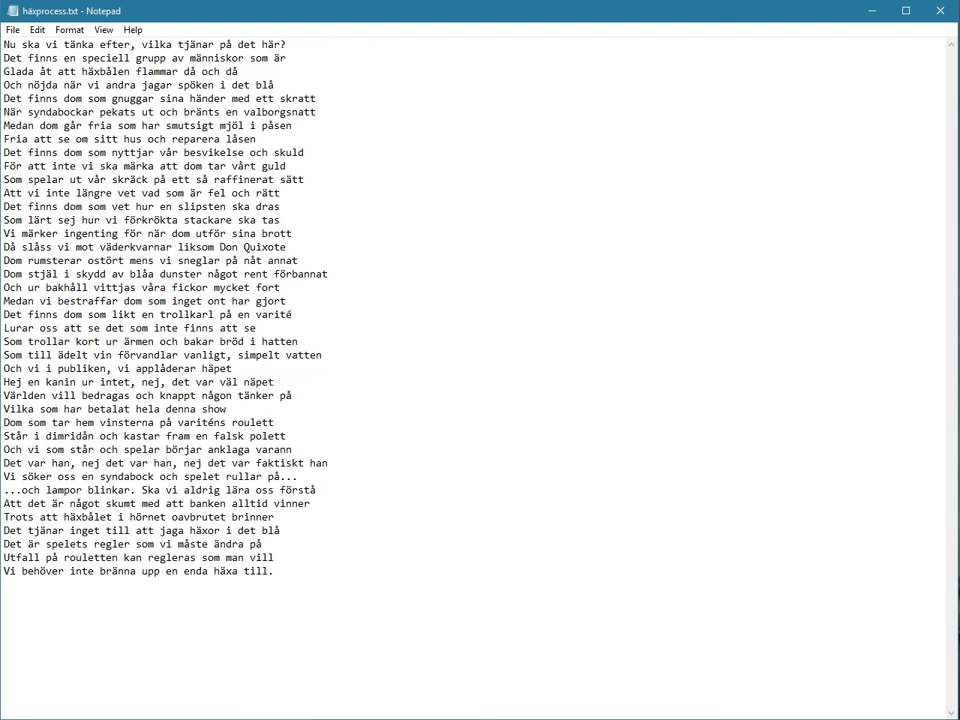 häxprocess.txt - Notepad
File Edit Format View Help
Nu ska vi tänka efter, vilka tjänar på det här?
Det finns en speciell grupp av människor som är
Glada åt att häxbålen flammar då och då
Och nöjda när vi andra jagar spöken i det blå
Det finns dom som gnuggar sina händer med ett skratt
När syndabockar pekats ut och bränts en valborgsnatt
Medan dom går fria som har smutsigt mjöl i påsen
Fria att se om sitt hus och reparera låsen
Det finns dom som nyttjar vår besvikelse och skuld
För att inte vi ska märka att dom tar vårt guld
Som spelar ut vår skräck på ett så raffinerat sätt
Att vi inte längre vet vad som är fel och rätt
Det finns dom som vet hur en slipsten ska dras
Som lärt sej hur vi förkrökta stackare ska tas
Vi märker ingenting för när dom utför sina brott
Då slåss vi mot väderkvarnar liksom Don Quixote
Dom rumsterar ostört mens vi sneglar på nåt annat
Dom stjäl i skydd av blåa dunster något rent förbannat
Och ur bakhåll vittjas våra fickor mycket fort
Medan vi bestraffar dom som inget ont har gjort
Det finns dom som likt en trollkarl på en varité
Lurar oss att se det som inte finns att se
Som trollar kort ur ärmen och bakar bröd i hatten
Som till ädelt vin förvandlar vanligt, simpelt vatten
Och vi i publiken, vi applåderar häpet
Hej en kanin ur intet, nej, det var väl näpet
Världen vill bedragas och knappt någon tänker på
Vilka som har betalat hela denna show
Dom som tar hem vinsterna på variténs roulett
Står i dimridån och kastar fram en falsk polett
Och vi som står och spelar börjar anklaga varann
Det var han, nej det var han, nej det var faktiskt han
Vi söker oss en syndabock och spelet rullar på...
...och lampor blinkar. Ska vi aldrig lära oss förstå
Att det är något skumt med att banken alltid vinner
Trots att häxbålet i hörnet oavbrutet brinner
Det tjänar inget till att jaga häxor i det blå
Det är spelets regler som vi måste ändra på
Utfall på rouletten kan regleras som man vill
Vi behöver inte bränna upp en enda häxa till.